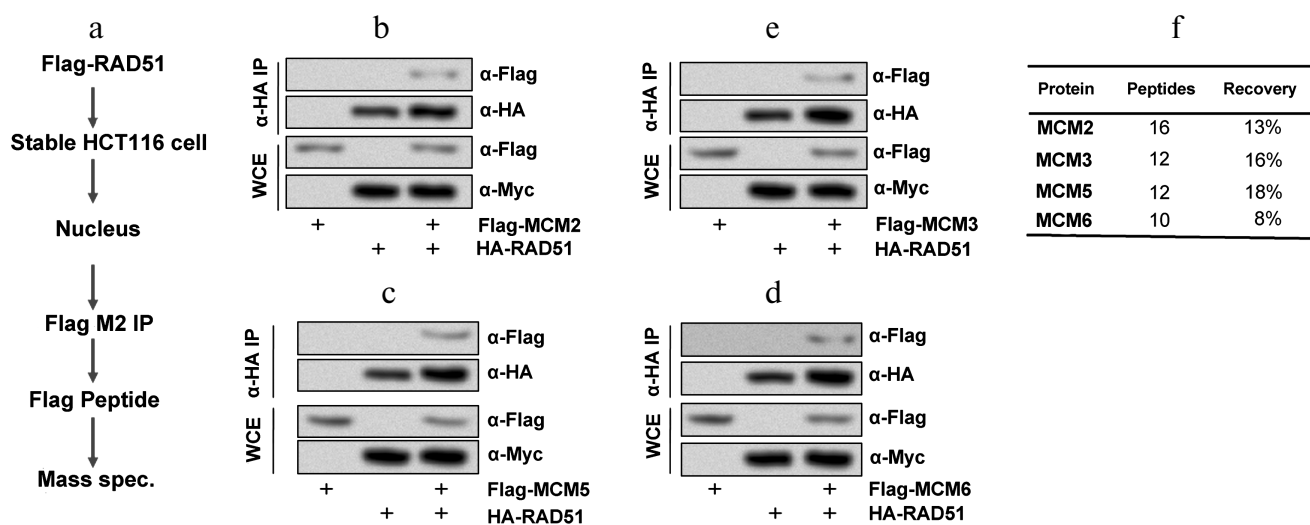 a
Flag-RAD51
Stable HCT116 cell
Nucleus
Flag M2 IP
Flag Peptide
Mass spec.
b
α-HA IP
WCE
α-Flag
α-HA
α-Flag
α-Myc
+ + Flag-MCM2
+ + HA-RAD51
e
α-HA IP
WCE
α-Flag
α-HA
α-Flag
α-Myc
+ + Flag-MCM3
+ + HA-RAD51
f
Protein Peptides Recovery
MCM2 16 13%
MCM3 12 16%
MCM5 12 18%
MCM6 10 8%
c
α-HA IP
WCE
α-Flag
α-HA
α-Flag
α-Myc
+ + Flag-MCM5
+ + HA-RAD51
d
α-HA IP
WCE
α-Flag
α-HA
α-Flag
α-Myc
+ + Flag-MCM6
+ + HA-RAD51